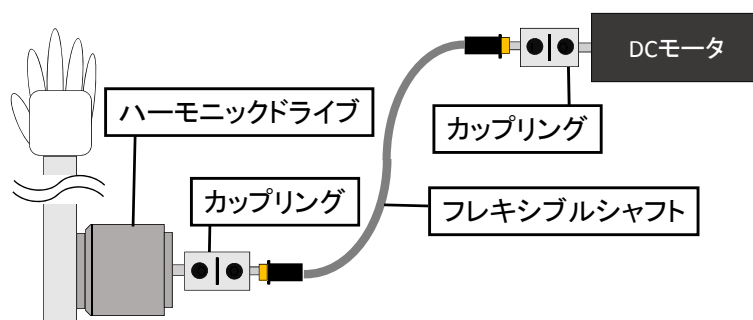 DCモータ
ハーモニックドライブ
カップリング
カップリング
フレキシブルシャフト